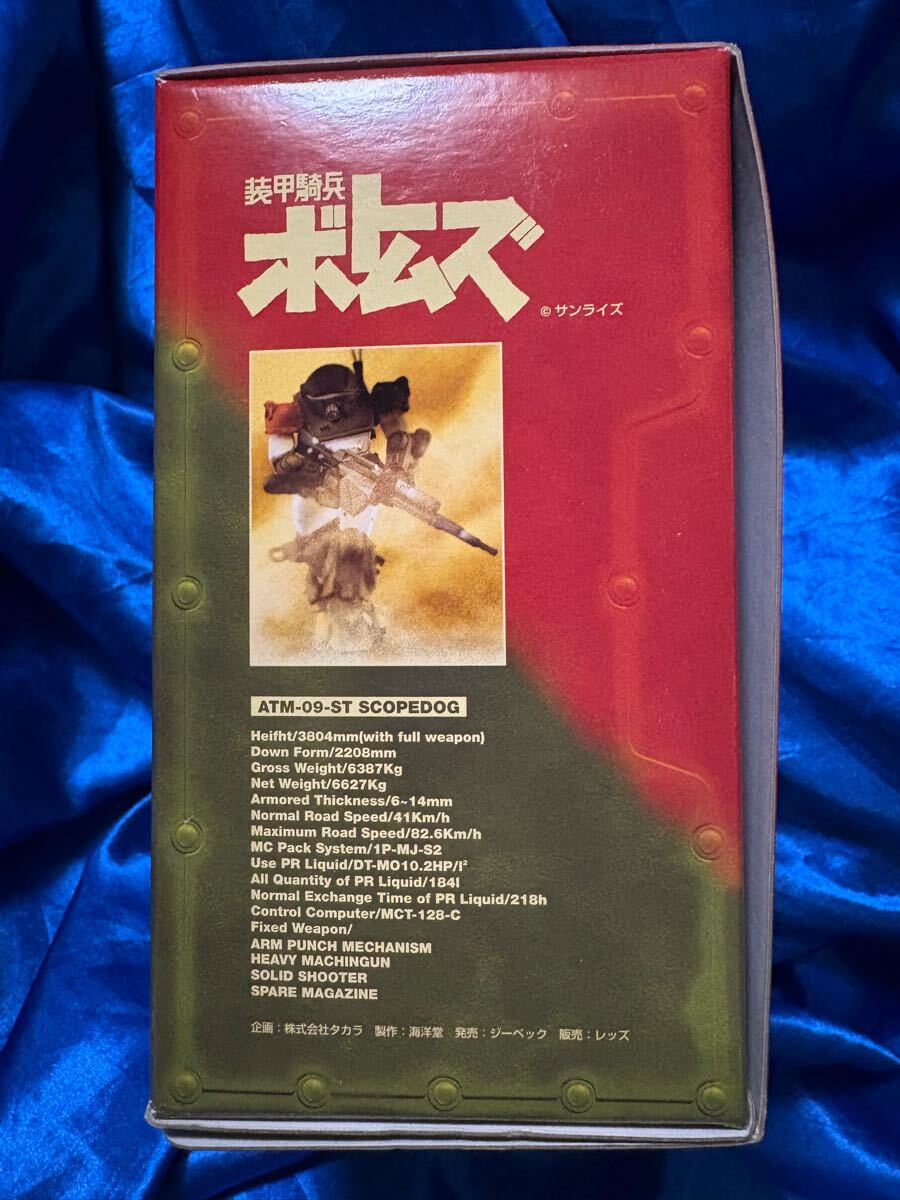 装甲騎兵
ボトムズ
© サンライズ
ATM-09-ST SCOPEDOG
Heifht/3804mm(with full weapon)
Down Form/2208mm
Gross Weight/6387Kg
Net Weight/6627Kg
Armored Thickness/6~14mm
Normal Road Speed/41Km/h
Maximum Road Speed/82.6Km/h
MC Pack System/1P-MJ-S2
Use PR Liquid/DT-MO10.2HP/l²
All Quantity of PR Liquid/184l
Normal Exchange Time of PR Liquid/218h
Control Computer/MCT-128-C
Fixed Weapon/
ARM PUNCH MECHANISM
HEAVY MACHINGUN
SOLID SHOOTER
SPARE MAGAZINE
企画：株式会社タカラ 製作：海洋堂 発売：ジーベック 販売：レッズ